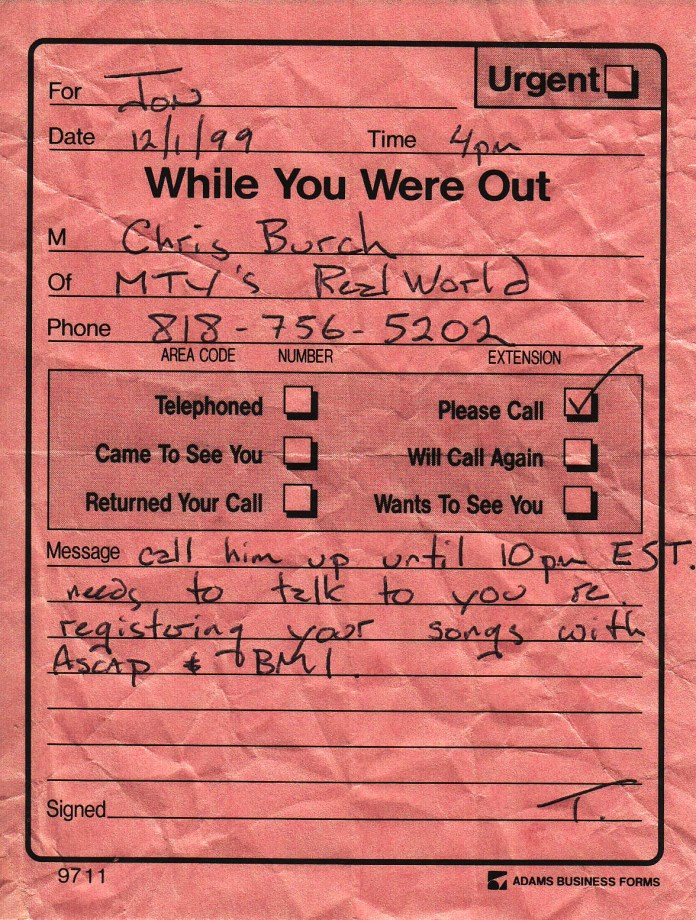 Urgent
For Jon
Date 12/1/99 Time 4pm
While You Were Out
M Chris Burch
Of MTV's Real World
Phone 818-756-5202
AREA CODE NUMBER EXTENSION
Telephoned Please Call ✓
Came To See You Will Call Again
Returned Your Call Wants To See You
Message call him up until 10pm EST.
needs to talk to you re.
registering your songs with
ASCAP & BMI.
Signed T.
9711 ADAMS BUSINESS FORMS